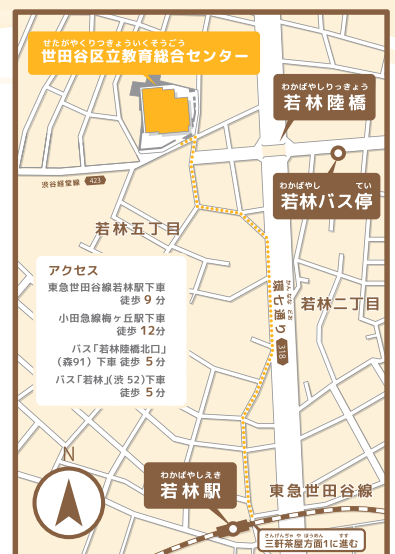 せたがやくりつきょういくそうごう
世田谷区立教育総合センター
わかばやしりっきょう
若林陸橋
わかばやし てい
若林バス停
渋谷経堂線 423
若林五丁目
アクセス
東急世田谷線若林駅下車
徒歩 9 分
小田急線梅ヶ丘駅下車
徒歩 12分
バス「若林陸橋北口」
(森91) 下車 徒歩 5分
バス「若林」(渋 52)下車
徒歩 5分
かんななどおり
環七通り
318
若林二丁目
N
わかばやしえき
若林駅
東急世田谷線
さんげんぢゃやほうめん すす
三軒茶屋方面1に進む